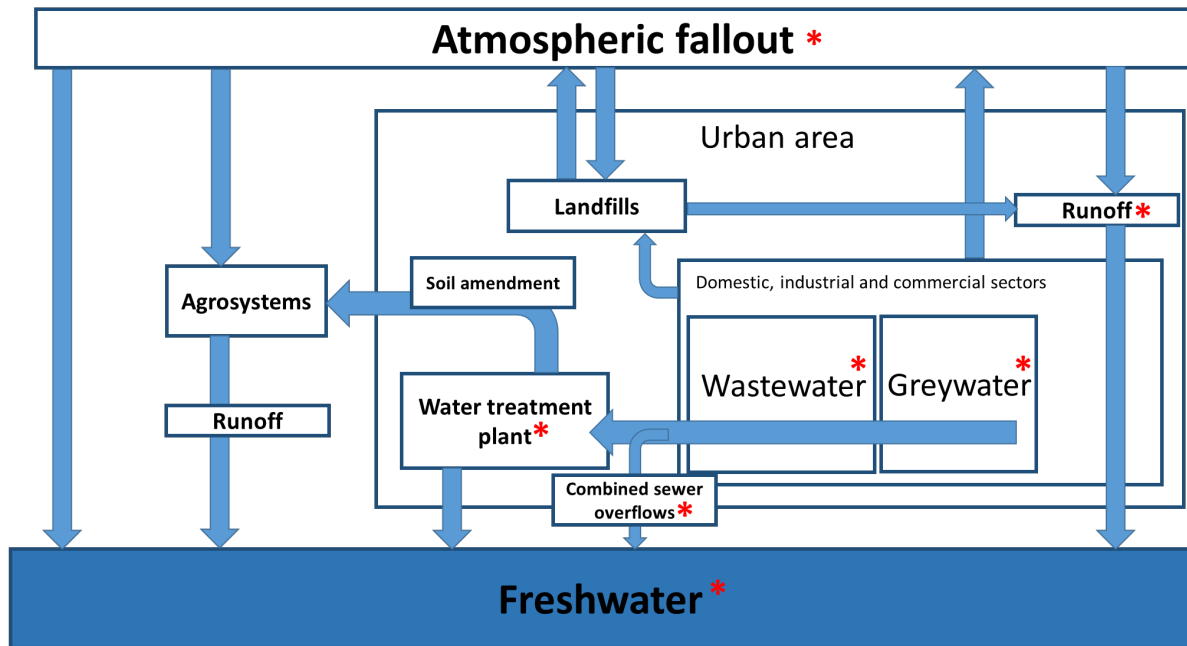 Atmospheric fallout *
Urban area
Landfills
Runoff *
Soil amendment
Domestic, industrial and commercial sectors
Agrosystems
Wastewater *
Greywater *
Water treatment
plant *
Runoff
Combined sewer
overflows *
Freshwater *